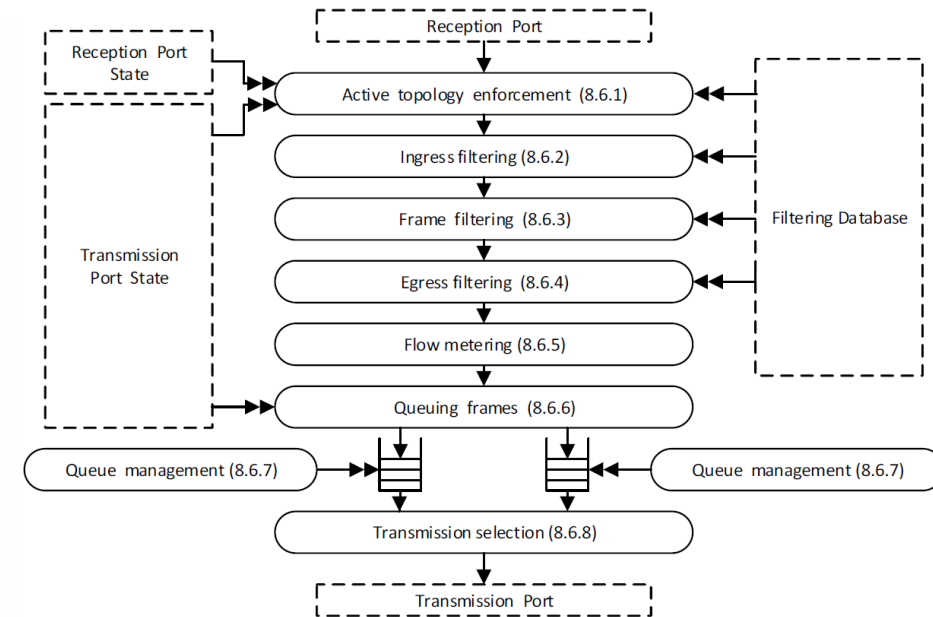 Reception Port
Reception Port
State
Active topology enforcement (8.6.1)
Ingress filtering (8.6.2)
Frame filtering (8.6.3)
Filtering Database
Transmission
Port State
Egress filtering (8.6.4)
Flow metering (8.6.5)
Queuing frames (8.6.6)
Queue management (8.6.7)
Queue management (8.6.7)
Transmission selection (8.6.8)
Transmission Port